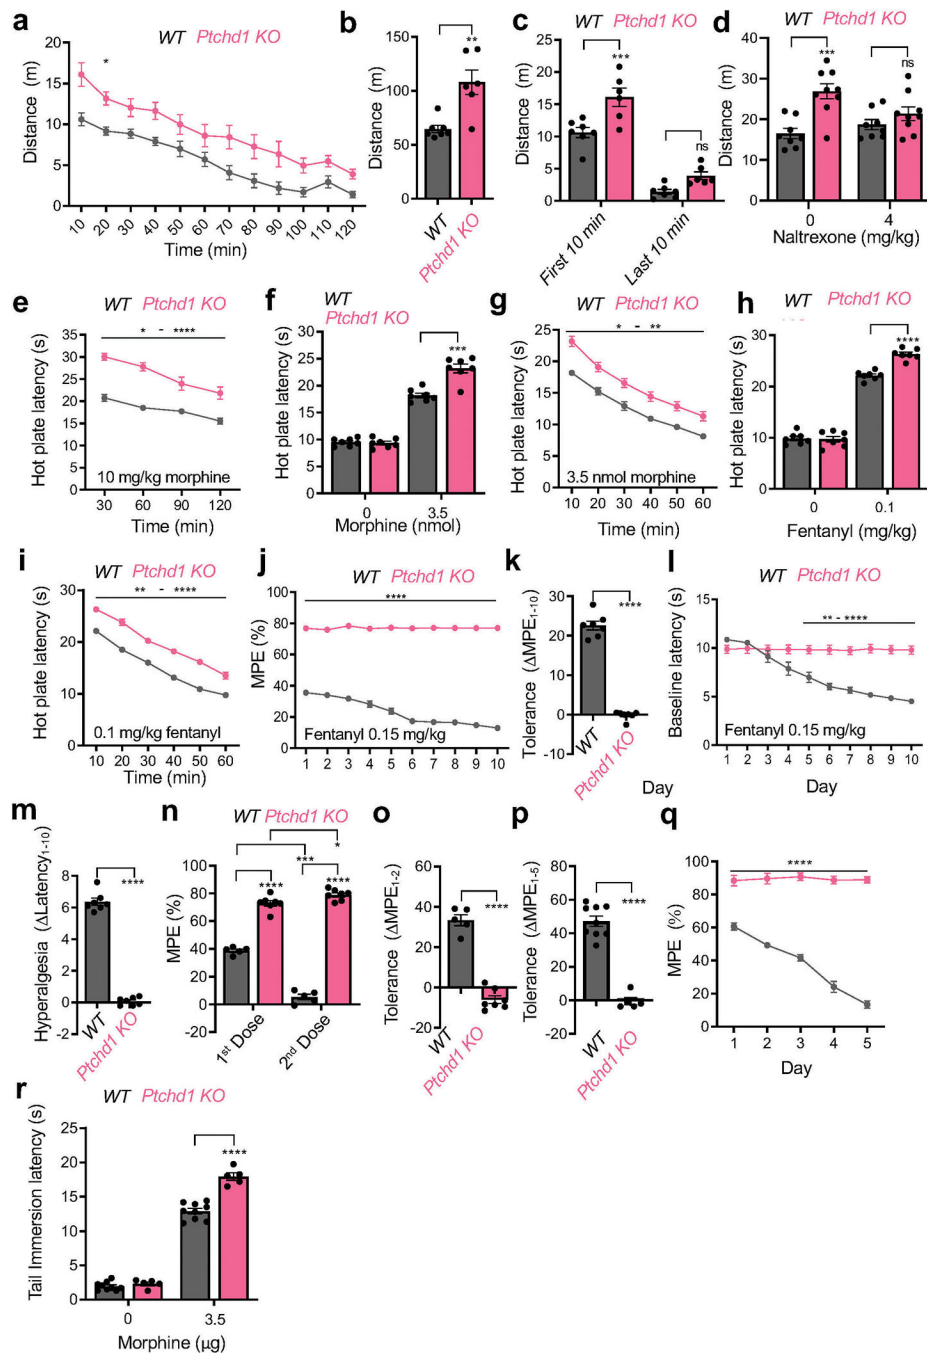 a
WT Ptchd1 KO
Distance (m)
20
15
10
5
0
*
10 20 30 40 50 60 70 80 90 100 110 120
Time (min)
b
Distance (m)
150
125
100
75
50
25
0
**
WT
Ptchd1 KO
c
WT Ptchd1 KO
Distance (m)
25
20
15
10
5
0
***
ns
First 10 min
Last 10 min
d
WT Ptchd1 KO
Distance (m)
50
40
30
20
10
0
***
ns
0 4
Naltrexone (mg/kg)
e
WT Ptchd1 KO
Hot plate latency (s)
35
30
25
20
15
10
5
0
* - ****
10 mg/kg morphine
30 60 90 120
Time (min)
f
WT
Ptchd1 KO
Hot plate latency (s)
30
20
10
0
***
0 3.5
Morphine (nmol)
g
WT Ptchd1 KO
Hot plate latency (s)
25
20
15
10
5
0
* - **
3.5 nmol morphine
10 20 30 40 50 60
Time (min)
h
WT Ptchd1 KO
Hot plate latency (s)
30
20
10
0
****
0 0.1
Fentanyl (mg/kg)
i
WT Ptchd1 KO
Hot plate latency (s)
30
20
10
0
** - ****
0.1 mg/kg fentanyl
10 20 30 40 50 60
Time (min)
j
WT Ptchd1 KO
MPE (%)
100
80
60
40
20
0
****
Fentanyl 0.15 mg/kg
1 2 3 4 5 6 7 8 9 10
k
Tolerance (ΔMPE1-10)
40
30
20
10
0
-10
****
WT
Ptchd1 KO
Day
l
WT Ptchd1 KO
Baseline latency (s)
15
10
5
0
** - ****
Fentanyl 0.15 mg/kg
1 2 3 4 5 6 7 8 9 10
Day
m
Hyperalgesia (ΔLatency1-10)
8
6
4
2
0
-2
****
WT
Ptchd1 KO
n
WT Ptchd1 KO
MPE (%)
100
80
60
40
20
0
-20
****
***
****
*
1st Dose
2nd Dose
o
Tolerance (ΔMPE1-2)
60
40
20
0
-20
****
WT
Ptchd1 KO
p
Tolerance (ΔMPE1-5)
80
60
40
20
0
-20
****
WT
Ptchd1 KO
q
MPE (%)
100
80
60
40
20
0
****
1 2 3 4 5
Day
r
WT Ptchd1 KO
Tail Immersion latency (s)
25
20
15
10
5
0
****
0 3.5
Morphine (μg)